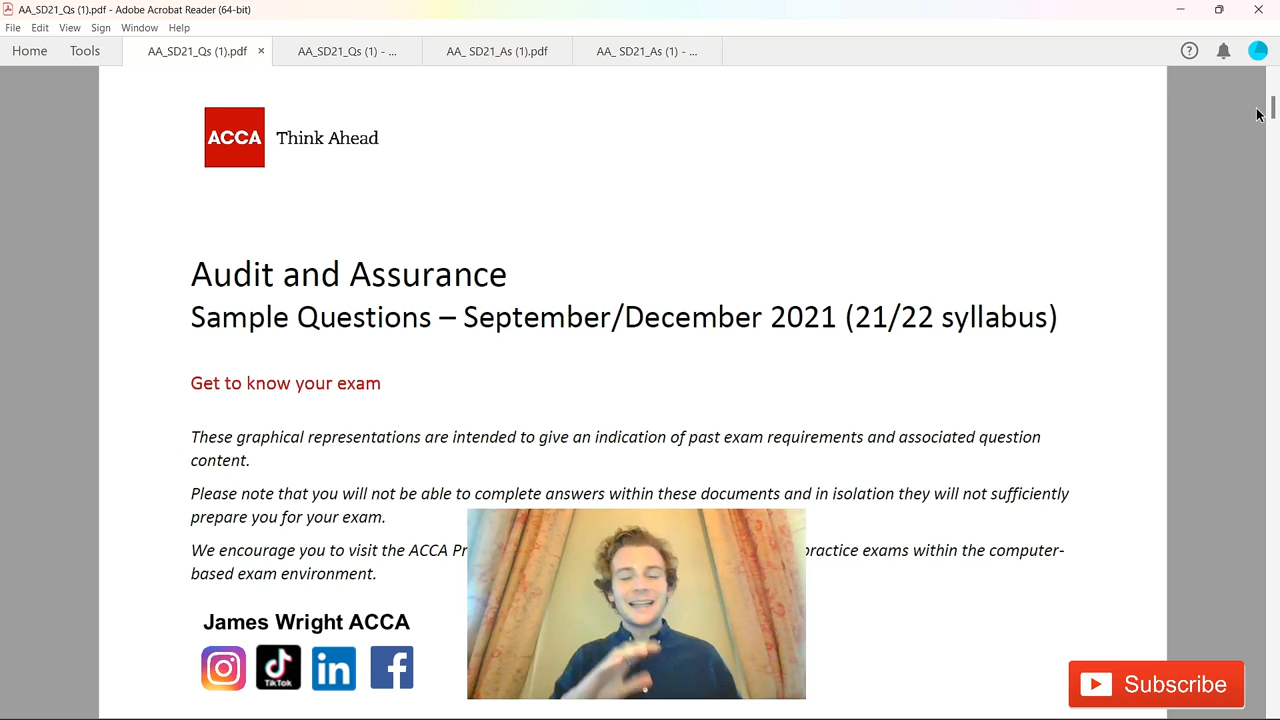 AA_SD21_Qs (1).pdf - Adobe Acrobat Reader (64-bit)
File Edit View Sign Window Help
Home Tools AA_SD21_Qs (1).pdf × AA_SD21_Qs (1) - ... AA_ SD21_As (1).pdf AA_ SD21_As (1) - ...
ACCA Think Ahead
Audit and Assurance
Sample Questions – September/December 2021 (21/22 syllabus)
Get to know your exam
These graphical representations are intended to give an indication of past exam requirements and associated question
content.
Please note that you will not be able to complete answers within these documents and in isolation they will not sufficiently
prepare you for your exam.
We encourage you to visit the ACCA Pr practice exams within the computer-
based exam environment.
James Wright ACCA
TikTok
in
f
Subscribe